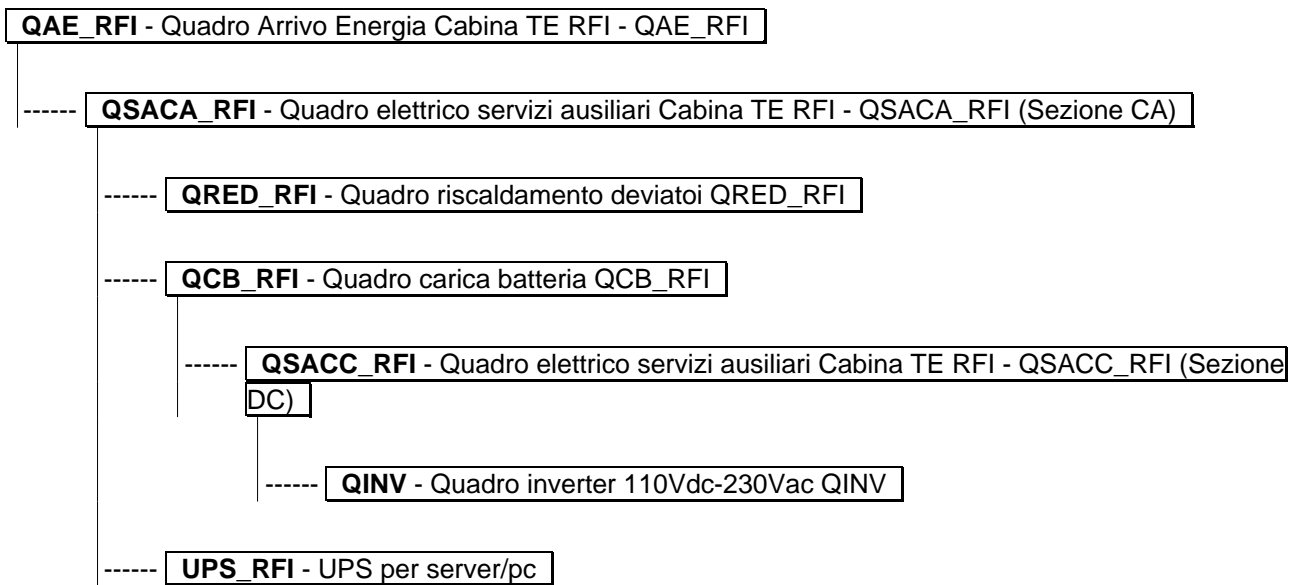 QAE_RFI - Quadro Arrivo Energia Cabina TE RFI - QAE_RFI
------ QSACA_RFI - Quadro elettrico servizi ausiliari Cabina TE RFI - QSACA_RFI (Sezione CA)
------ QRED_RFI - Quadro riscaldamento deviatoi QRED_RFI
------ QCB_RFI - Quadro carica batteria QCB_RFI
------ QSACC_RFI - Quadro elettrico servizi ausiliari Cabina TE RFI - QSACC_RFI (Sezione
DC)
------ QINV - Quadro inverter 110Vdc-230Vac QINV
------ UPS_RFI - UPS per server/pc